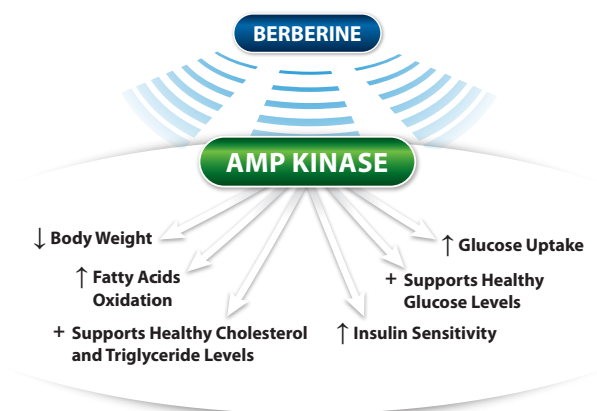 BERBERINE
AMP KINASE
↓ Body Weight
↑ Glucose Uptake
↑ Fatty Acids
Oxidation
+ Supports Healthy
Glucose Levels
+ Supports Healthy Cholesterol
and Triglyceride Levels
↑ Insulin Sensitivity